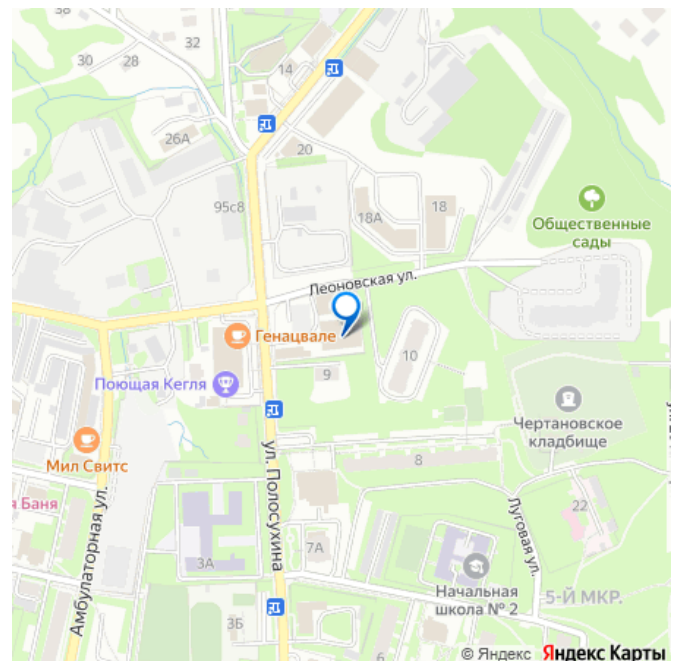 38
32
30
28
14
26А
20
95с8
18А
18
Общественные
сады
Леоновская ул.
Генацвале
Поющая Кегля
9
10
Чертановское
кладбище
Мил Свитс
ул. Полосухина
8
я Баня
Амбулаторная ул.
Луговая ул.
22
7А
3А
Начальная
школа № 2
5-Й МКР.
3Б
© Яндекс Яндекс Карты